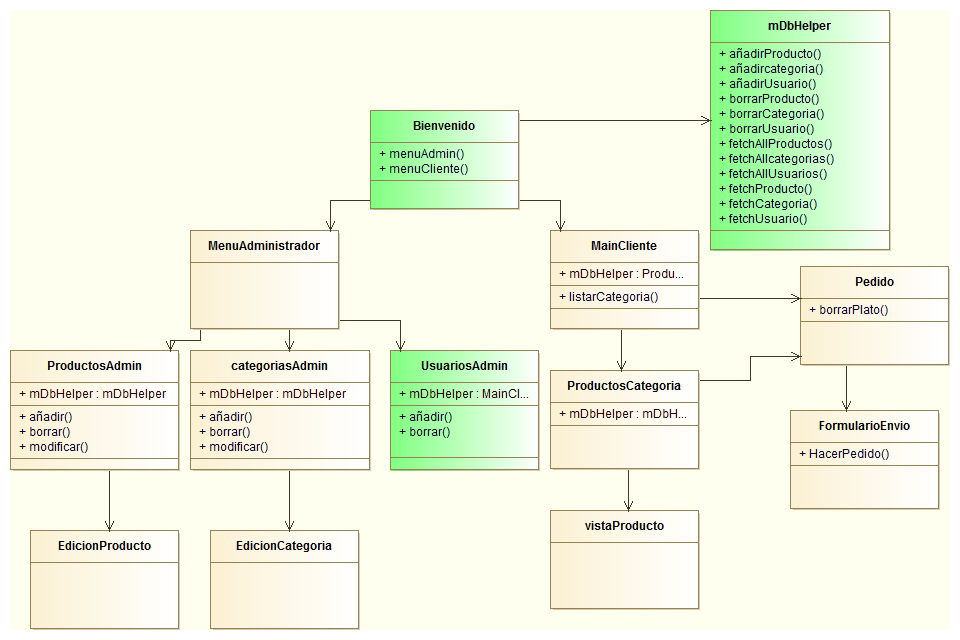 mDbHelper
+ añadirProducto()
+ añadircategoria()
+ añadirUsuario()
+ borrarProducto()
+ borrarCategoria()
+ borrarUsuario()
+ fetchAllProductos()
+ fetchAllcategorias()
+ fetchAllUsuarios()
+ fetchProducto()
+ fetchCategoria()
+ fetchUsuario()
Bienvenido
+ menuAdmin()
+ menuCliente()
MenuAdministrador
MainCliente
+ mDbHelper : Produ...
+ listarCategoria()
Pedido
+ borrarPlato()
ProductosAdmin
+ mDbHelper : mDbHelper
+ añadir()
+ borrar()
+ modificar()
categoriasAdmin
+ mDbHelper : mDbHelper
+ añadir()
+ borrar()
+ modificar()
UsuariosAdmin
+ mDbHelper : MainCl...
+ añadir()
+ borrar()
ProductosCategoria
+ mDbHelper : mDbH...
FormularioEnvio
+ HacerPedido()
EdicionProducto
EdicionCategoria
vistaProducto